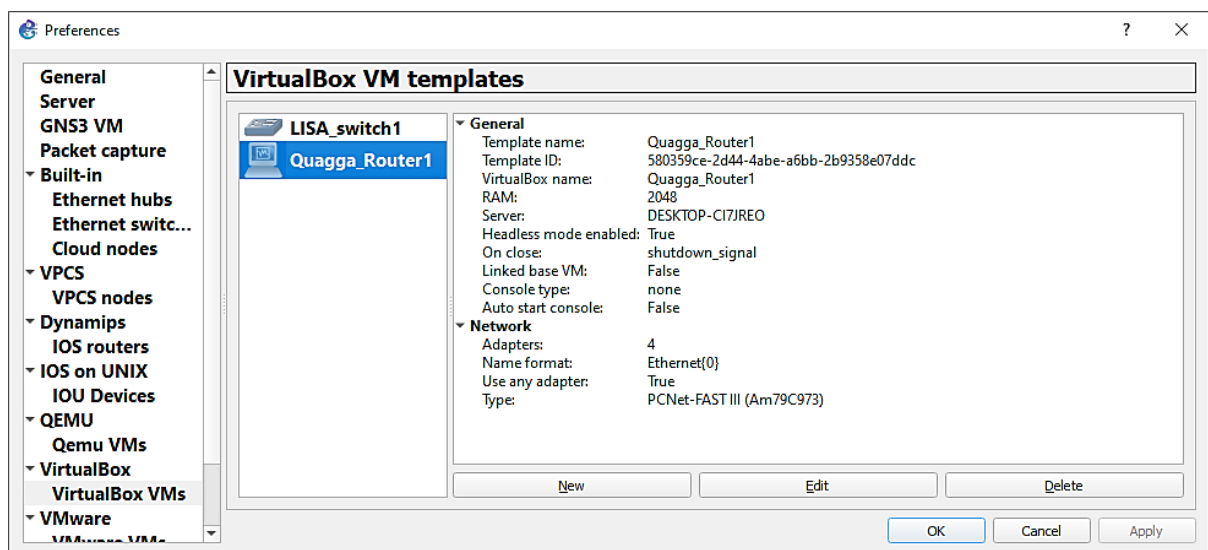 Preferences
?
General
Server
GNS3 VM
Packet capture
Built-in
Ethernet hubs
Ethernet switc...
Cloud nodes
VPCS
VPCS nodes
Dynamips
IOS routers
IOS on UNIX
IOU Devices
QEMU
Qemu VMs
VirtualBox
VirtualBox VMs
VMware
VMware VMs
VirtualBox VM templates
LISA_switch1
Quagga_Router1
General
Template name: Quagga_Router1
Template ID: 580359ce-2d44-4abe-a6bb-2b9358e07ddc
VirtualBox name: Quagga_Router1
RAM: 2048
Server: DESKTOP-CI7JREO
Headless mode enabled: True
On close: shutdown_signal
Linked base VM: False
Console type: none
Auto start console: False
Network
Adapters: 4
Name format: Ethernet{0}
Use any adapter: True
Type: PCNet-FAST III (Am79C973)
New Edit Delete
OK Cancel Apply